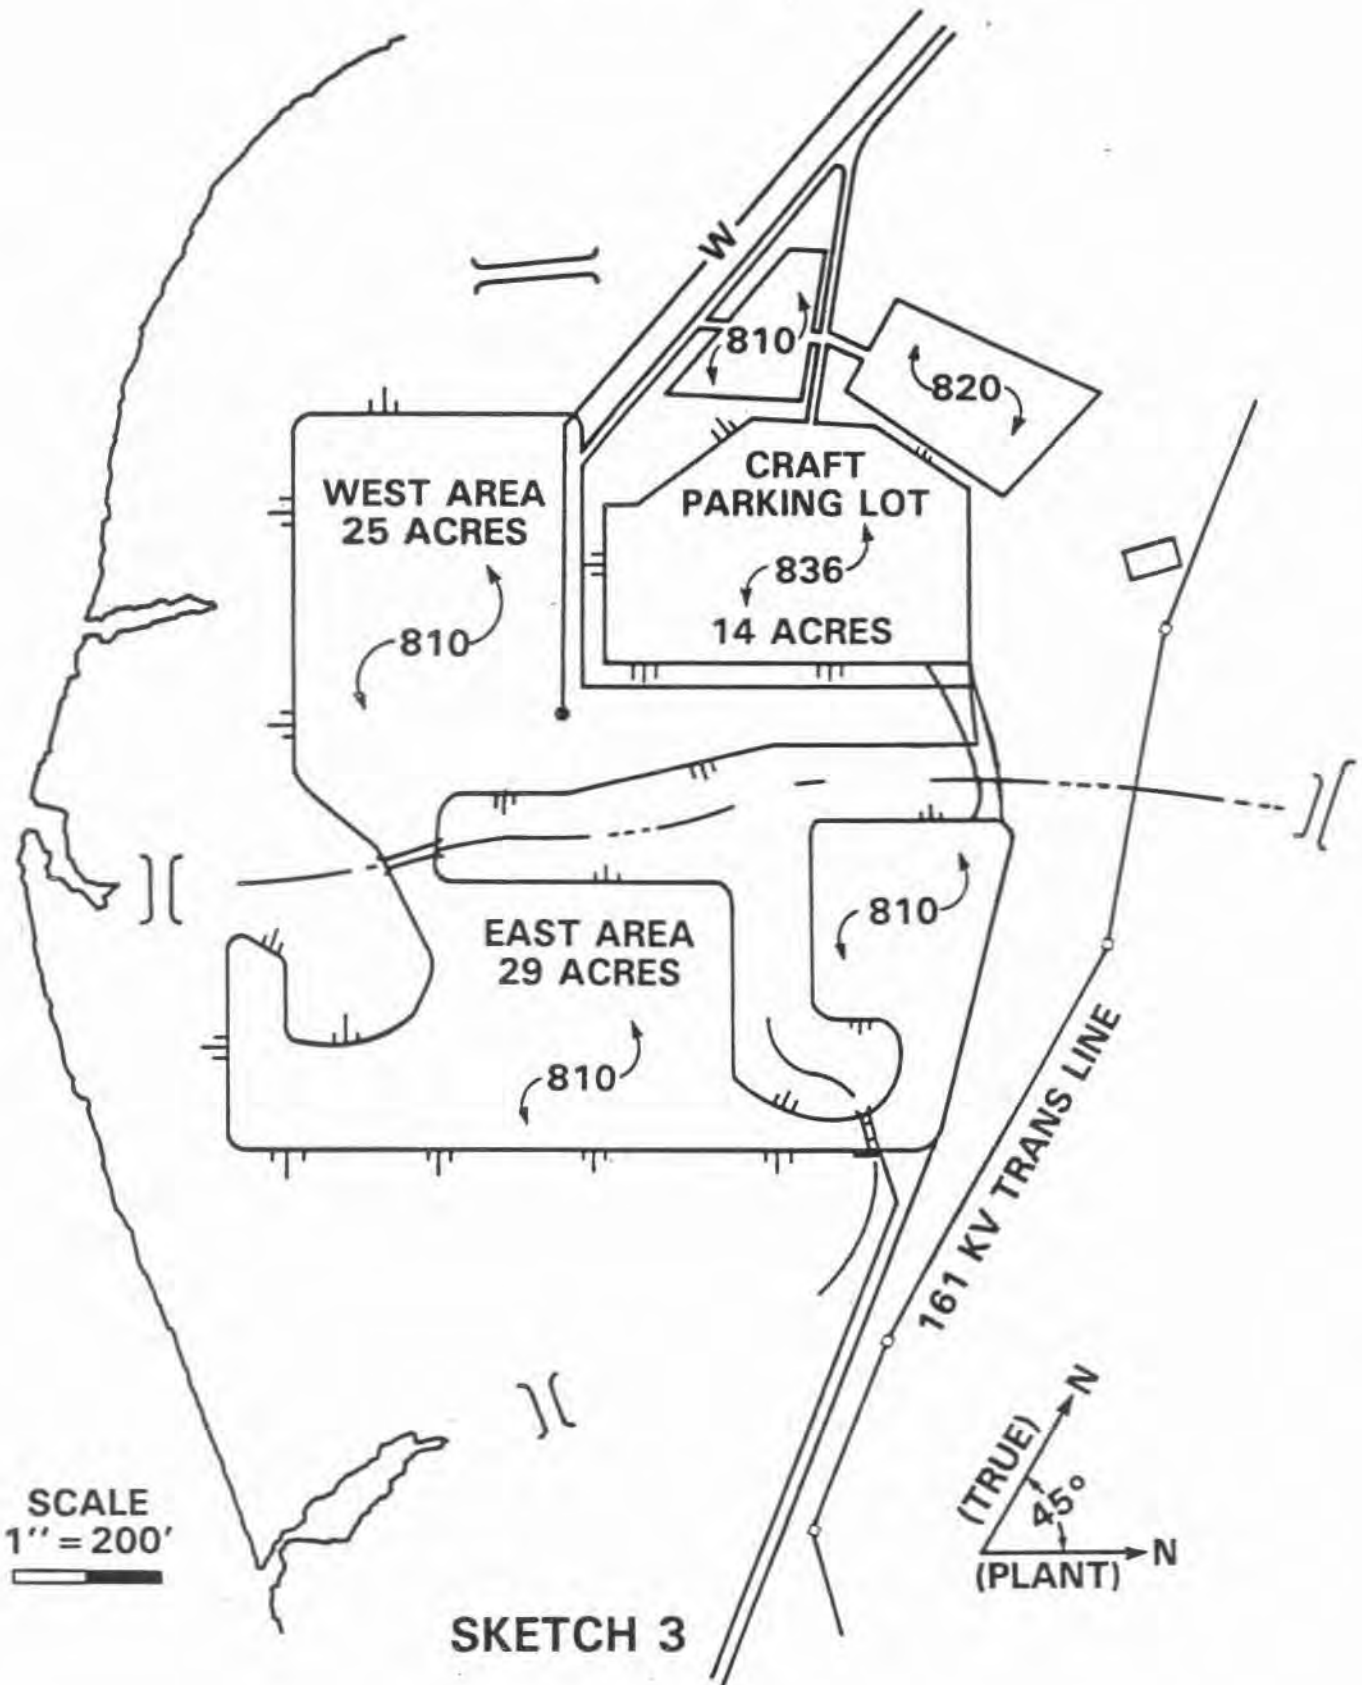 W
810
820
CRAFT
PARKING LOT
836
14 ACRES
WEST AREA
25 ACRES
810
810
EAST AREA
29 ACRES
810
161 KV TRANS LINE
N
(TRUE)
45°
N
(PLANT)
SCALE
1" = 200'
SKETCH 3